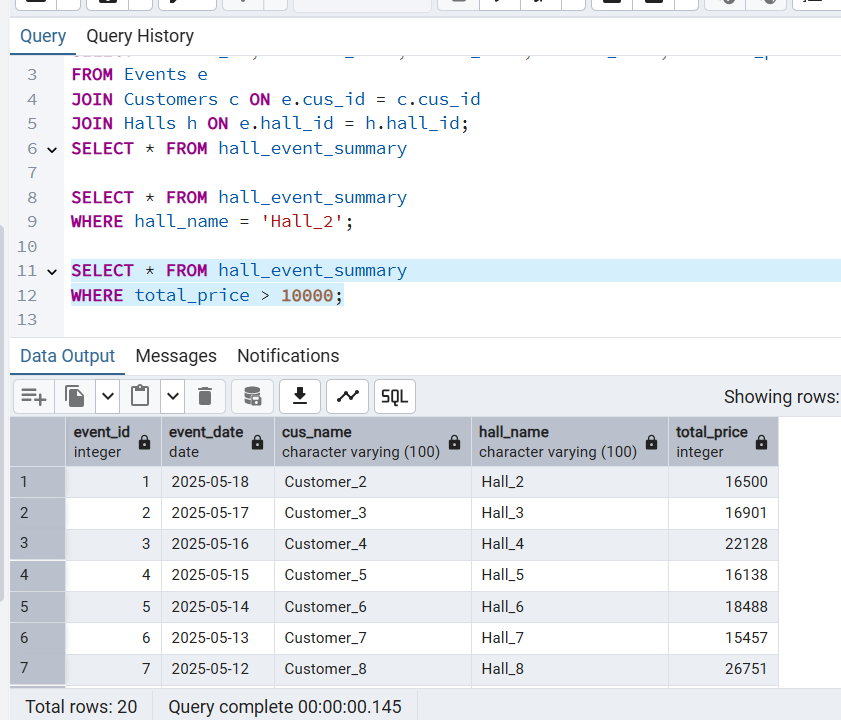 Query Query History
3 FROM Events e
4 JOIN Customers c ON e.cus_id = c.cus_id
5 JOIN Halls h ON e.hall_id = h.hall_id;
6 SELECT * FROM hall_event_summary
7
8 SELECT * FROM hall_event_summary
9 WHERE hall_name = 'Hall_2';
10
11 SELECT * FROM hall_event_summary
12 WHERE total_price > 10000;
13
Data Output Messages Notifications
SQL Showing rows:
event_id event_date cus_name hall_name total_price
integer date character varying (100) character varying (100) integer
1 1 2025-05-18 Customer_2 Hall_2 16500
2 2 2025-05-17 Customer_3 Hall_3 16901
3 3 2025-05-16 Customer_4 Hall_4 22128
4 4 2025-05-15 Customer_5 Hall_5 16138
5 5 2025-05-14 Customer_6 Hall_6 18488
6 6 2025-05-13 Customer_7 Hall_7 15457
7 7 2025-05-12 Customer_8 Hall_8 26751
Total rows: 20 Query complete 00:00:00.145